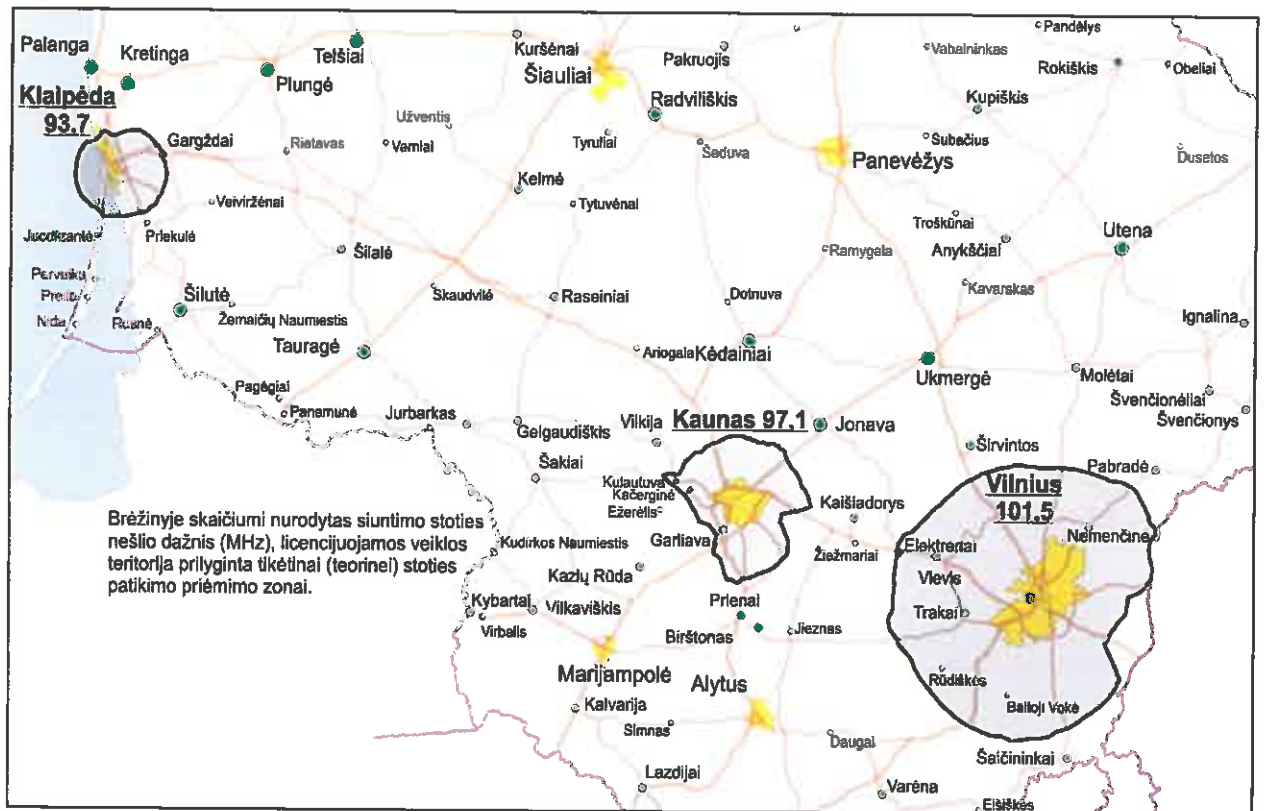 Pandėlys
Palanga
Kretinga
Telšiai
Kuršėnai
Pakruojis
Vabalninkas
Rokiškis
Obeliai
Plungė
Šiauliai
Klaipėda
93,7
Radviliškis
Kupiškis
Gargždai
Užventis
Rietavas
Varniai
Tyruliai
Šeduva
Subačius
Panevėžys
Dusetos
Kelmė
Veiviržėnai
Tytuvėnai
Troškūnai
Priekulė
Juodkrantė
Šilalė
Ramygala
Anykščiai
Utena
Pervalka
Preila
Skaudvilė
Raseiniai
Dotnuva
Kavarskas
Nida
Rusnė
Šilutė
Žemaičių Naumiestis
Ignalina
Tauragė
Ariogala
Kėdainiai
Ukmergė
Molėtai
Pagėgiai
Švenčionėliai
Panemunė
Jurbarkas
Gelgaudiškis
Vilkija
Kaunas 97,1
Jonava
Švenčionys
Širvintos
Šakiai
Pabradė
Kulautuva
Kačerginė
Ežerėlis
Kaišiadorys
Vilnius
101,5
Brėžinyje skaičiumi nurodytas siuntimo stoties
nešlio dažnis (MHz), licencijuojamos veiklos
teritorija prilyginta tikėtinai (teorinei) stoties
patikimo priėmimo zonai.
Kudirkos Naumiestis
Garliava
Žiežmariai
Elektrėnai
Nemenčinė
Kazlų Rūda
Vievis
Kybartai
Vilkaviškis
Prienai
Trakai
Virbalis
Birštonas
Jieznas
Marijampolė
Alytus
Rūdiškės
Baltoji Vokė
Kalvarija
Simnas
Daugai
Šalčininkai
Lazdijai
Varėna
Eišiškės